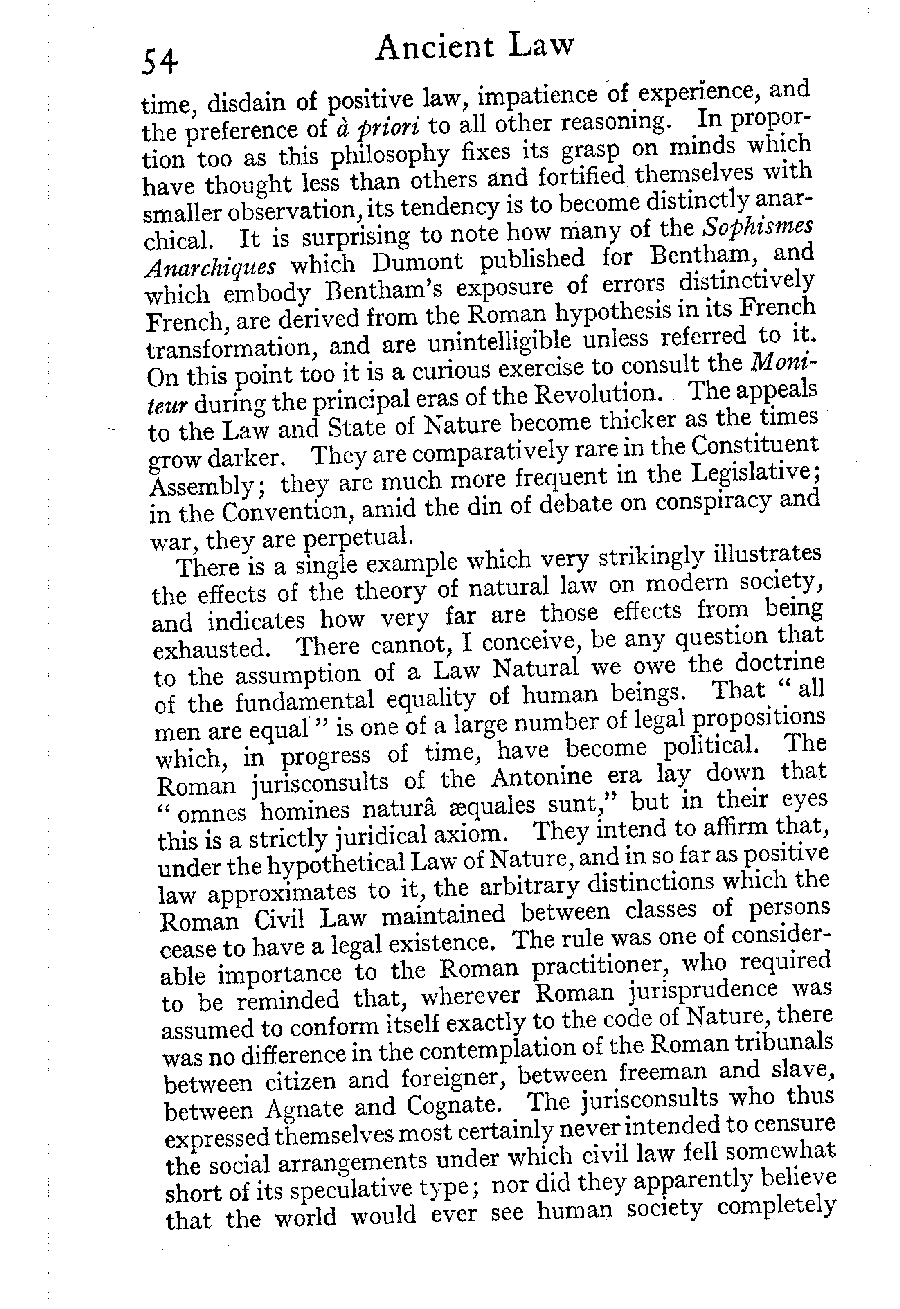 54
Ancient Law
time, disdain of positive law, impatience of experience, and
the preference of à priori to all other reasoning. In propor-
tion too as this philosophy fixes its grasp on minds which
have thought less than others and fortified themselves with
smaller observation, its tendency is to become distinctly anar-
chical. It is surprising to note how many of the Sophismes
Anarchiques which Dumont published for Bentham, and
which embody Bentham's exposure of errors distinctively
French, are derived from the Roman hypothesis in its French
transformation, and are unintelligible unless referred to it.
On this point too it is a curious exercise to consult the Moni-
teur during the principal eras of the Revolution. The appeals
to the Law and State of Nature become thicker as the times
grow darker. They are comparatively rare in the Constituent
Assembly; they are much more frequent in the Legislative;
in the Convention, amid the din of debate on conspiracy and
war, they are perpetual.
There is a single example which very strikingly illustrates
the effects of the theory of natural law on modern society,
and indicates how very far are those effects from being
exhausted. There cannot, I conceive, be any question that
to the assumption of a Law Natural we owe the doctrine
of the fundamental equality of human beings. That "all
men are equal" is one of a large number of legal propositions
which, in progress of time, have become political. The
Roman jurisconsults of the Antonine era lay down that
"omnes homines naturâ æquales sunt," but in their eyes
this is a strictly juridical axiom. They intend to affirm that,
under the hypothetical Law of Nature, and in so far as positive
law approximates to it, the arbitrary distinctions which the
Roman Civil Law maintained between classes of persons
cease to have a legal existence. The rule was one of consider-
able importance to the Roman practitioner, who required
to be reminded that, wherever Roman jurisprudence was
assumed to conform itself exactly to the code of Nature, there
was no difference in the contemplation of the Roman tribunals
between citizen and foreigner, between freeman and slave,
between Agnate and Cognate. The jurisconsults who thus
expressed themselves most certainly never intended to censure
the social arrangements under which civil law fell somewhat
short of its speculative type; nor did they apparently believe
that the world would ever see human society completely